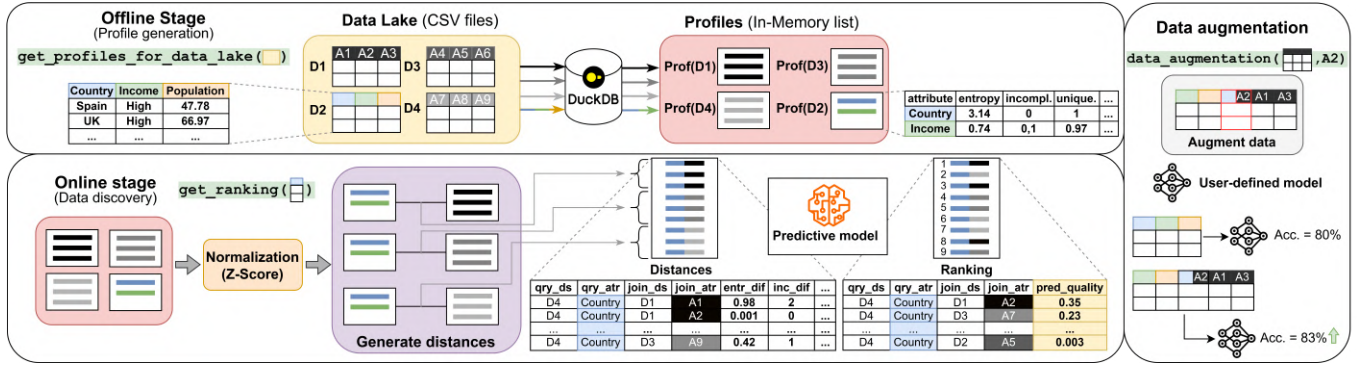 Offline Stage
(Profile generation)
get_profiles_for_data_lake( )
Country Income Population
Spain High 47.78
UK High 66.97
... ... ...
Data Lake (CSV files)
D1 A1 A2 A3 D3 A4 A5 A6
D2 D4 A7 A8 A9
DuckDB
Profiles (In-Memory list)
Prof(D1) Prof(D3)
Prof(D4) Prof(D2)
attribute entropy incompl. unique. ...
Country 3.14 0 1 ...
Income 0.74 0,1 0.97 ...
Online stage
(Data discovery)
get_ranking( )
Normalization
(Z-Score)
Generate distances
Distances
qry_ds qry_atr join_ds join_atr entr_dif inc_dif ...
D4 Country D1 A1 0.98 2 ...
D4 Country D1 A2 0.001 0 ...
... ... ... ... ... ... ...
D4 Country D3 A9 0.42 1 ...
Predictive model
1
2
3
4
5
6
7
8
9
Ranking
qry_ds qry_atr join_ds join_atr pred_quality
D4 Country D1 A2 0.35
D4 Country D3 A7 0.23
... ... ... ... ...
D4 Country D2 A5 0.003
Data augmentation
data_augmentation( ,A2)
A2 A1 A3
Augment data
User-defined model
Acc. = 80%
A2 A1 A3
Acc. = 83%